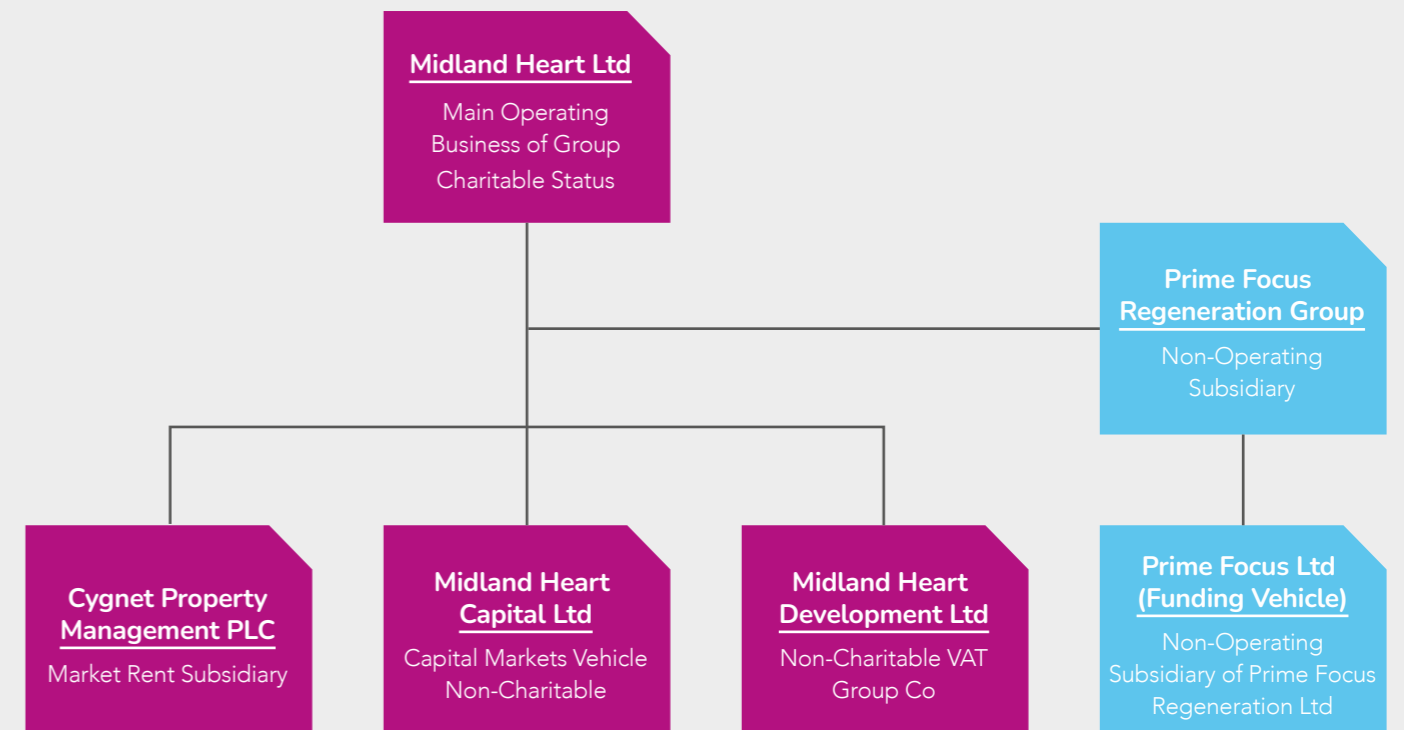 Midland Heart Ltd
Main Operating
Business of Group
Charitable Status
Prime Focus
Regeneration Group
Non-Operating
Subsidiary
Cygnet Property
Management PLC
Market Rent Subsidiary
Midland Heart
Capital Ltd
Capital Markets Vehicle
Non-Charitable
Midland Heart
Development Ltd
Non-Charitable VAT
Group Co
Prime Focus Ltd
(Funding Vehicle)
Non-Operating
Subsidiary of Prime Focus
Regeneration Ltd